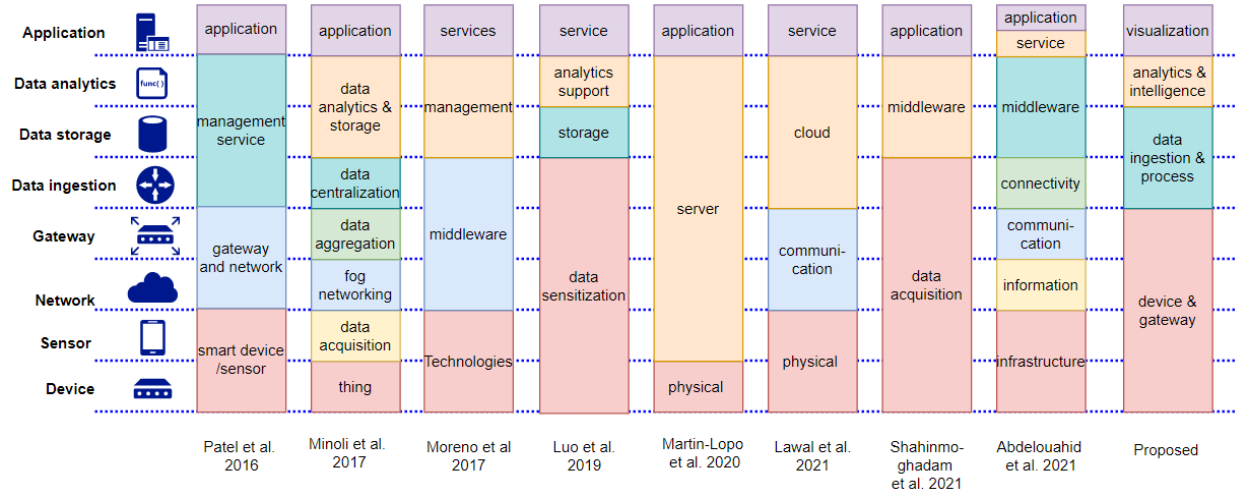 Application
application
application
services
service
application
service
application
application
service
visualization
Data analytics
func( )
Data storage
Data ingestion
Gateway
Network
Sensor
Device
management
service
gateway
and network
smart device
/sensor
data
analytics &
storage
data
centralization
data
aggregation
fog
networking
data
acquisition
thing
management
middleware
Technologies
analytics
support
storage
data
sensitization
server
physical
cloud
communi-
cation
physical
middleware
data
acquisition
middleware
connectivity
communi-
cation
information
infrastructure
analytics &
intelligence
data
ingestion &
process
device &
gateway
Patel et al.
2016
Minoli et al.
2017
Moreno et al
2017
Luo et al.
2019
Martin-Lopo
et al. 2020
Lawal et al.
2021
Shahinmo-
ghadam
et al. 2021
Abdelouahid
et al. 2021
Proposed